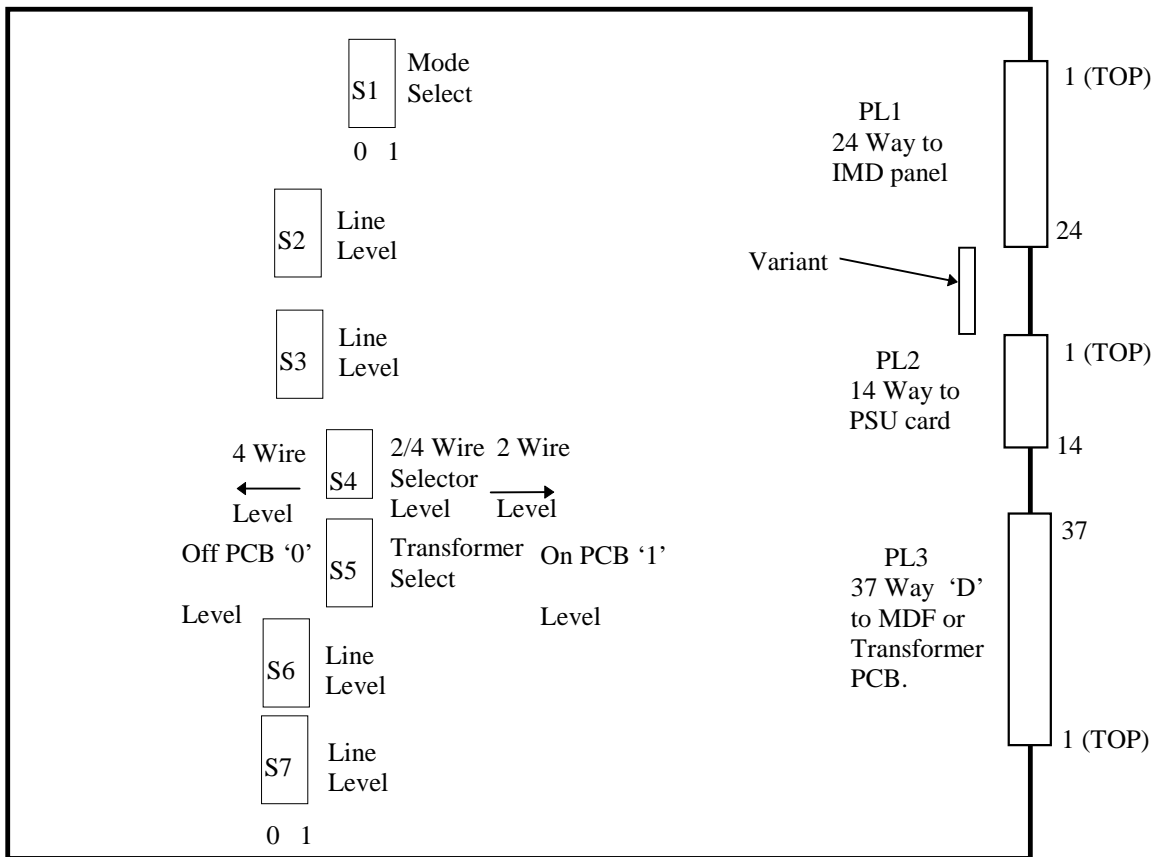 S1
Mode
Select
0 1
S2
Line
Level
S3
Line
Level
4 Wire
Level
S4
2/4 Wire
Selector
Level
2 Wire
Level
Off PCB ‘0’
Level
S5
Transformer
Select
On PCB ‘1’
Level
S6
Line
Level
S7
Line
Level
0 1
PL1
24 Way to
IMD panel
1 (TOP)
24
Variant
PL2
14 Way to
PSU card
1 (TOP)
14
PL3
37 Way ‘D’
to MDF or
Transformer
PCB.
37
1 (TOP)